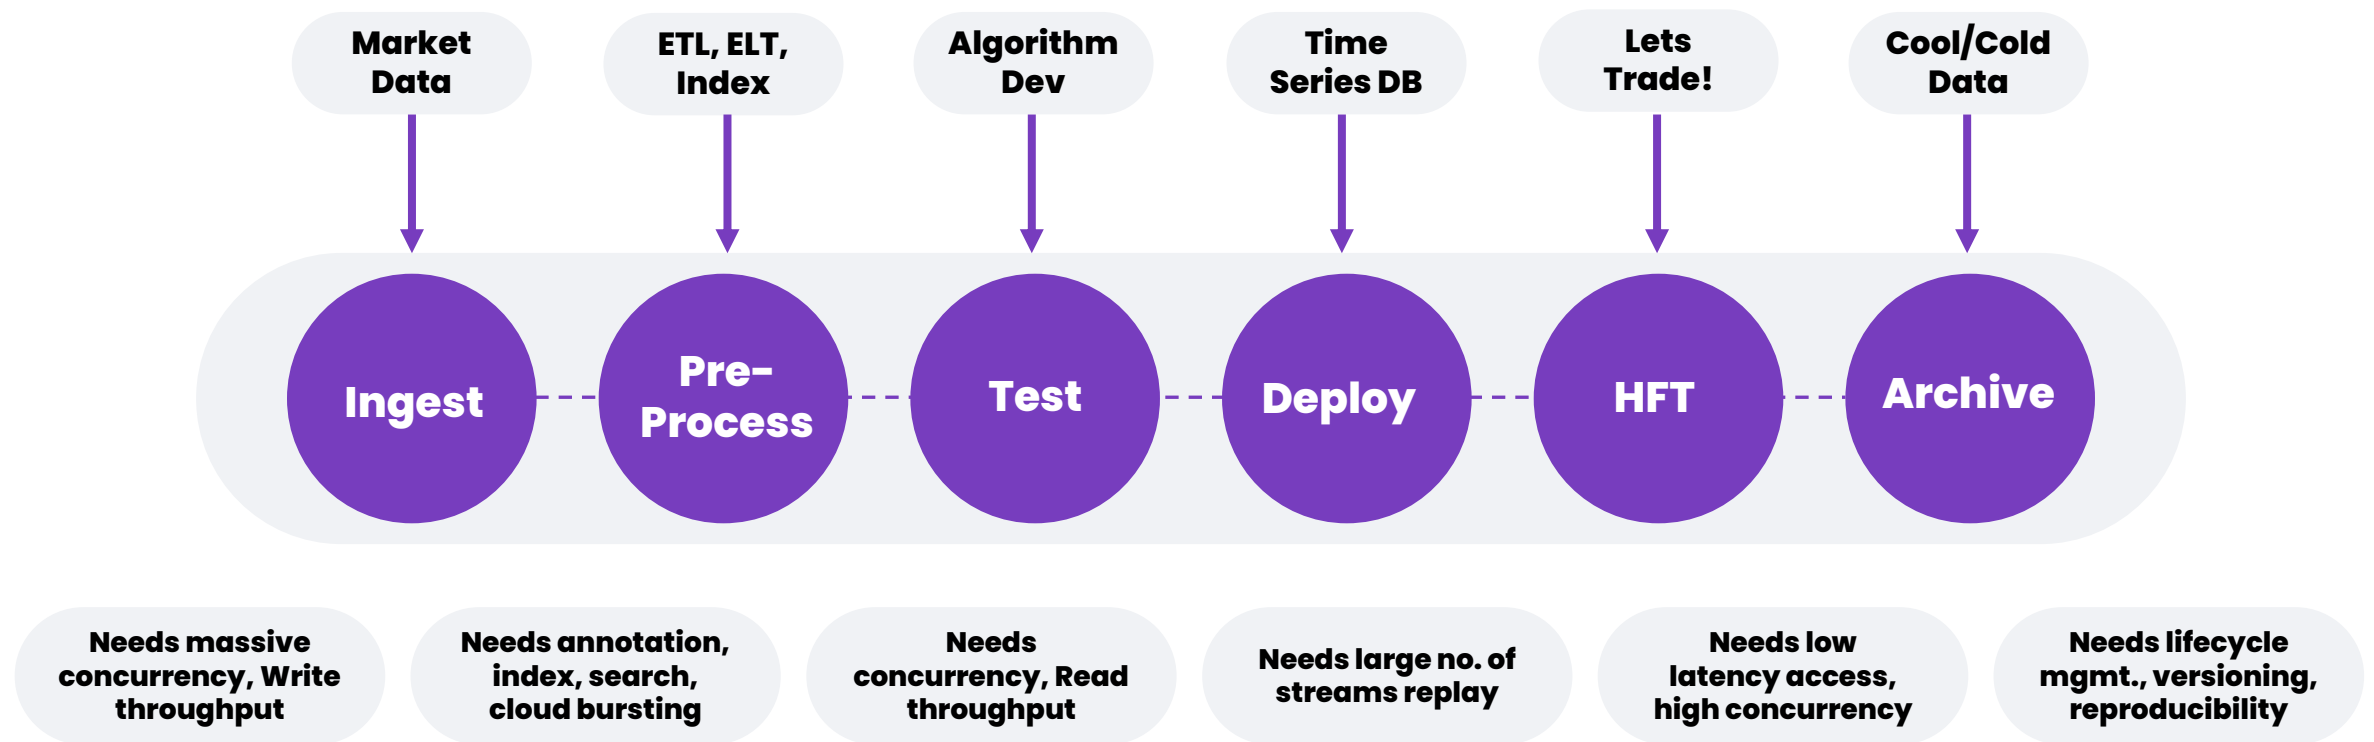 Market
Data
ETL, ELT,
Index
Algorithm
Dev
Time
Series DB
Lets
Trade!
Cool/Cold
Data
Ingest
Pre-
Process
Test
Deploy
HFT
Archive
Needs massive
concurrency, Write
throughput
Needs annotation,
index, search,
cloud bursting
Needs
concurrency, Read
throughput
Needs large no. of
streams replay
Needs low
latency access,
high concurrency
Needs lifecycle
mgmt., versioning,
reproducibility